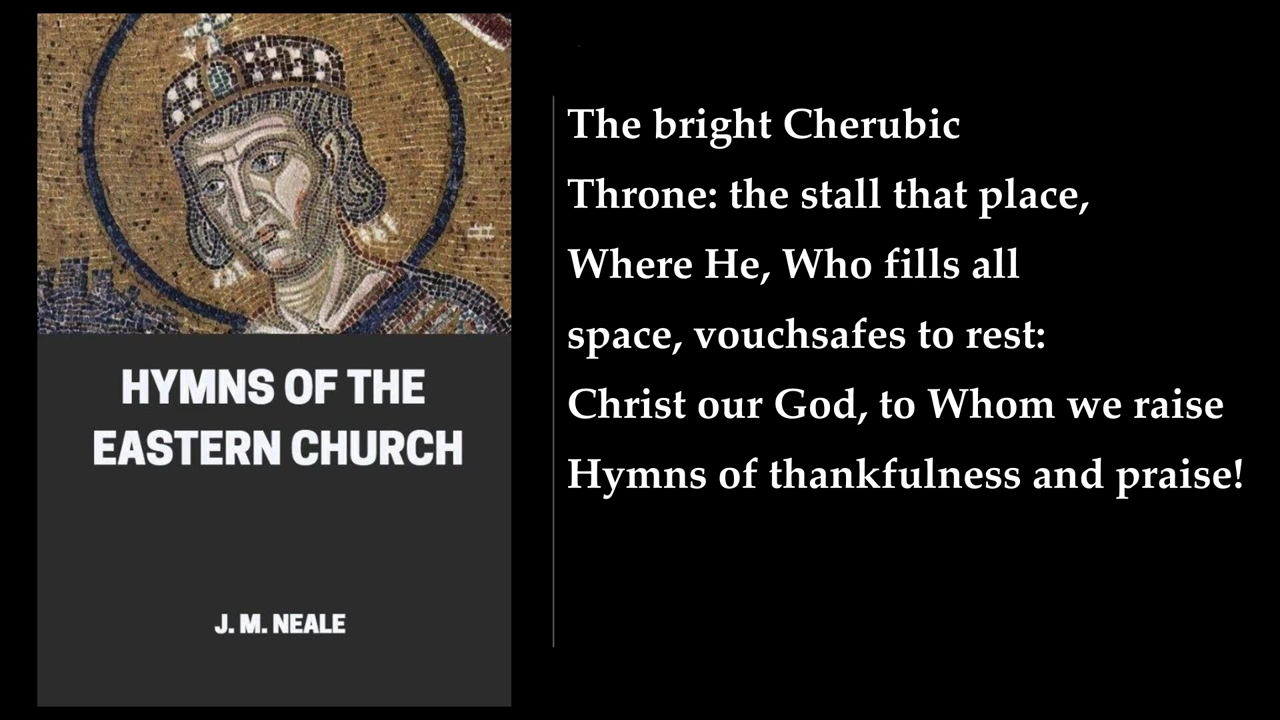 HYMNS OF THE
EASTERN CHURCH
J. M. NEALE
The bright Cherubic
Throne: the stall that place,
Where He, Who fills all
space, vouchsafes to rest:
Christ our God, to Whom we raise
Hymns of thankfulness and praise!